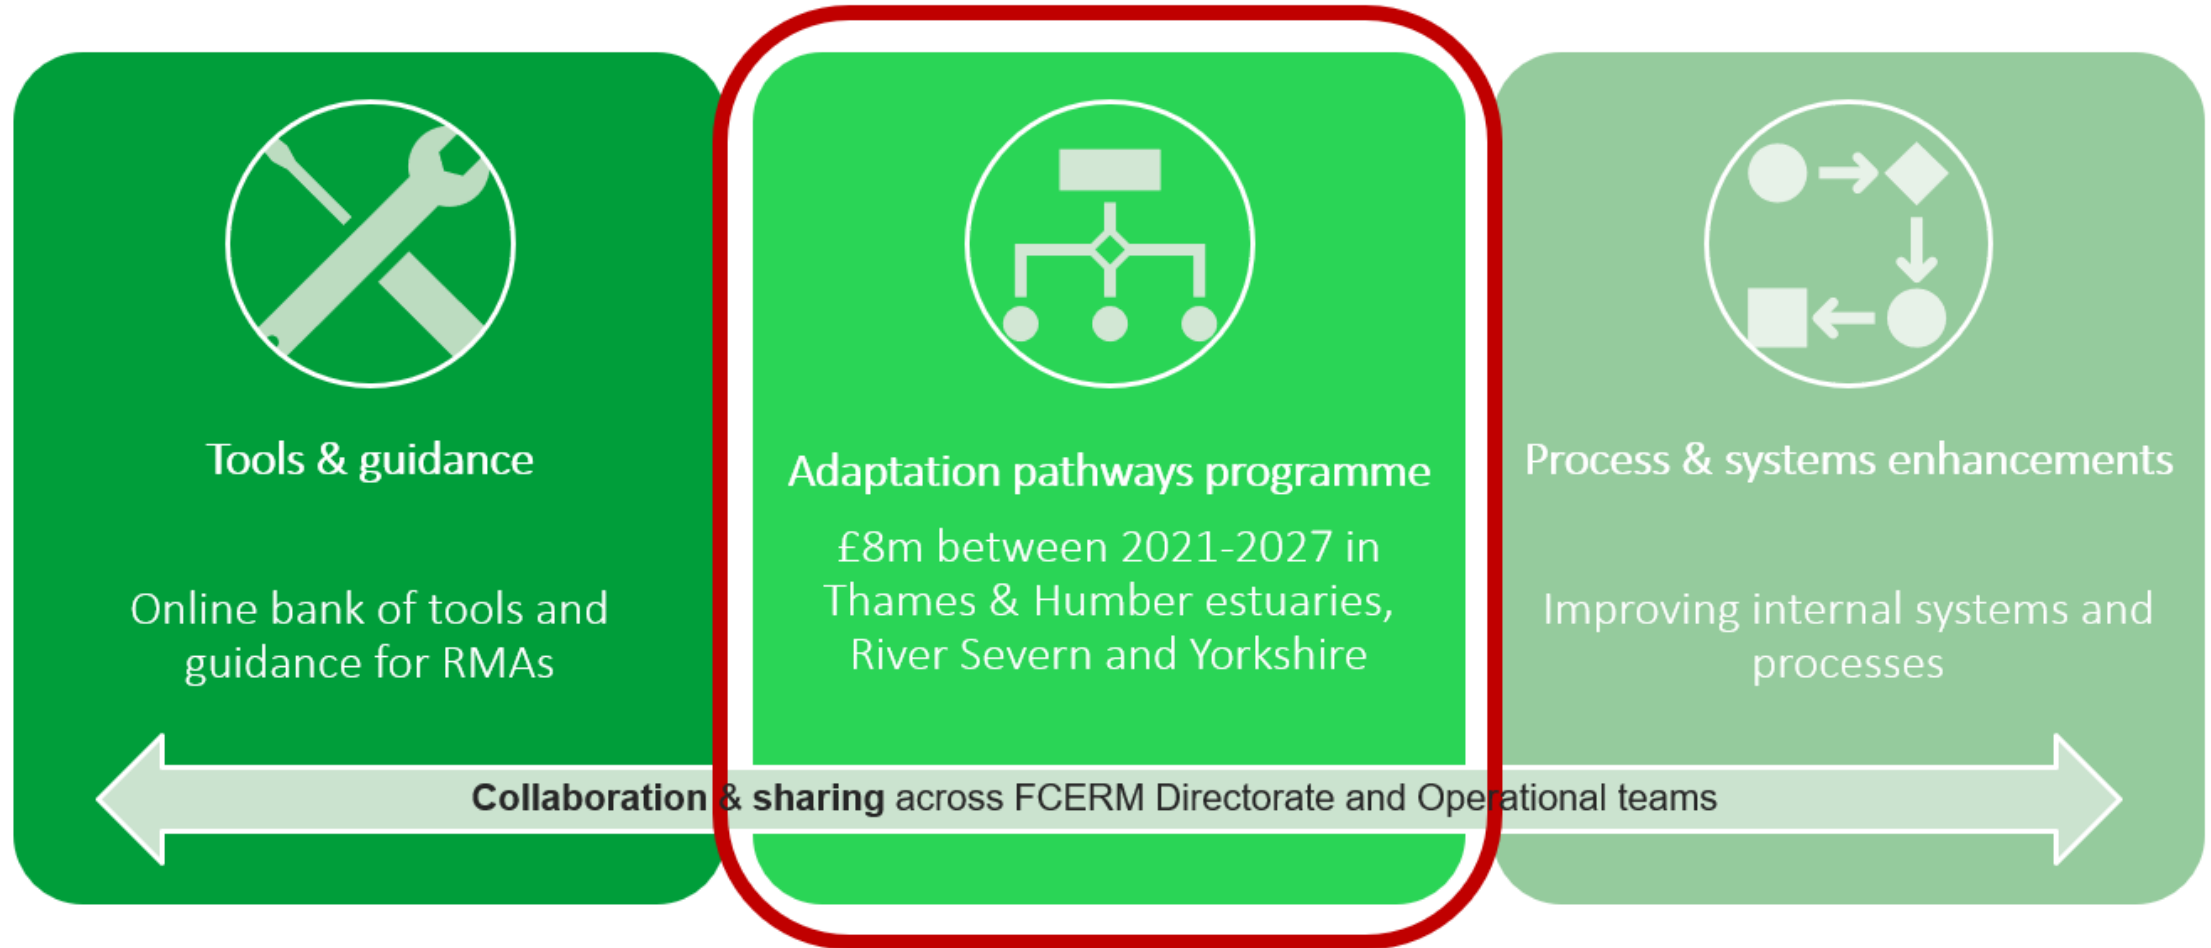 Tools & guidance
Online bank of tools and
guidance for RMAs
Adaptation pathways programme
£8m between 2021-2027 in
Thames & Humber estuaries,
River Severn and Yorkshire
Process & systems enhancements
Improving internal systems and
processes
Collaboration & sharing across FCERM Directorate and Operational teams